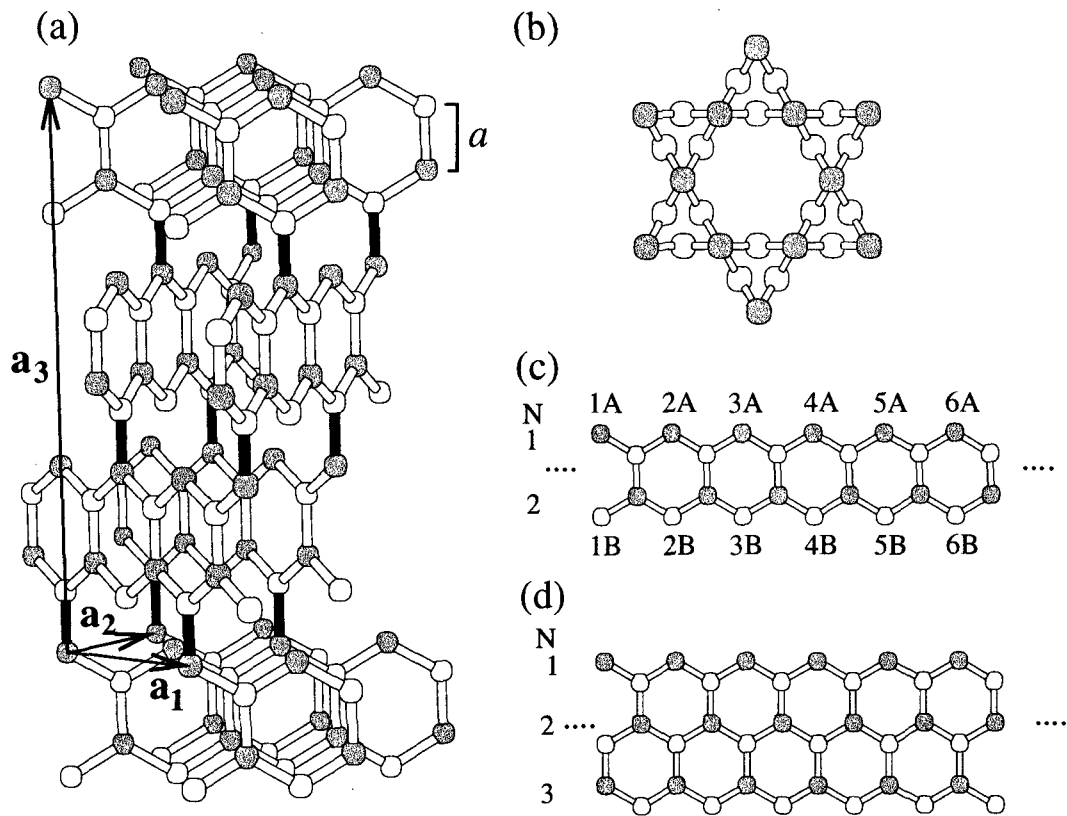 (a)
a
a3
a2
a1
(b)
(c)
N
1A 2A 3A 4A 5A 6A
1
.... ....
2
1B 2B 3B 4B 5B 6B
(d)
N
1
2 .... ....
3